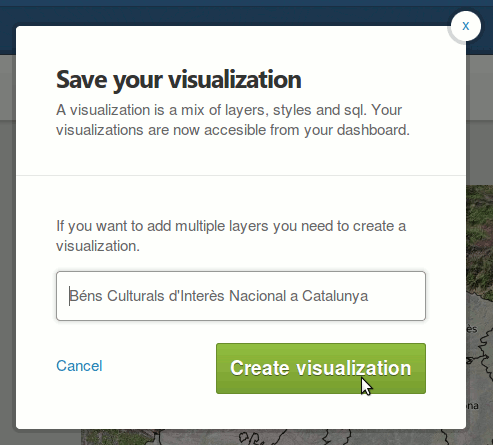 x
Save your visualization
A visualization is a mix of layers, styles and sql. Your
visualizations are now accesible from your dashboard.
If you want to add multiple layers you need to create a
visualization.
Béns Culturals d'Interès Nacional a Catalunya
Cancel
Create visualization